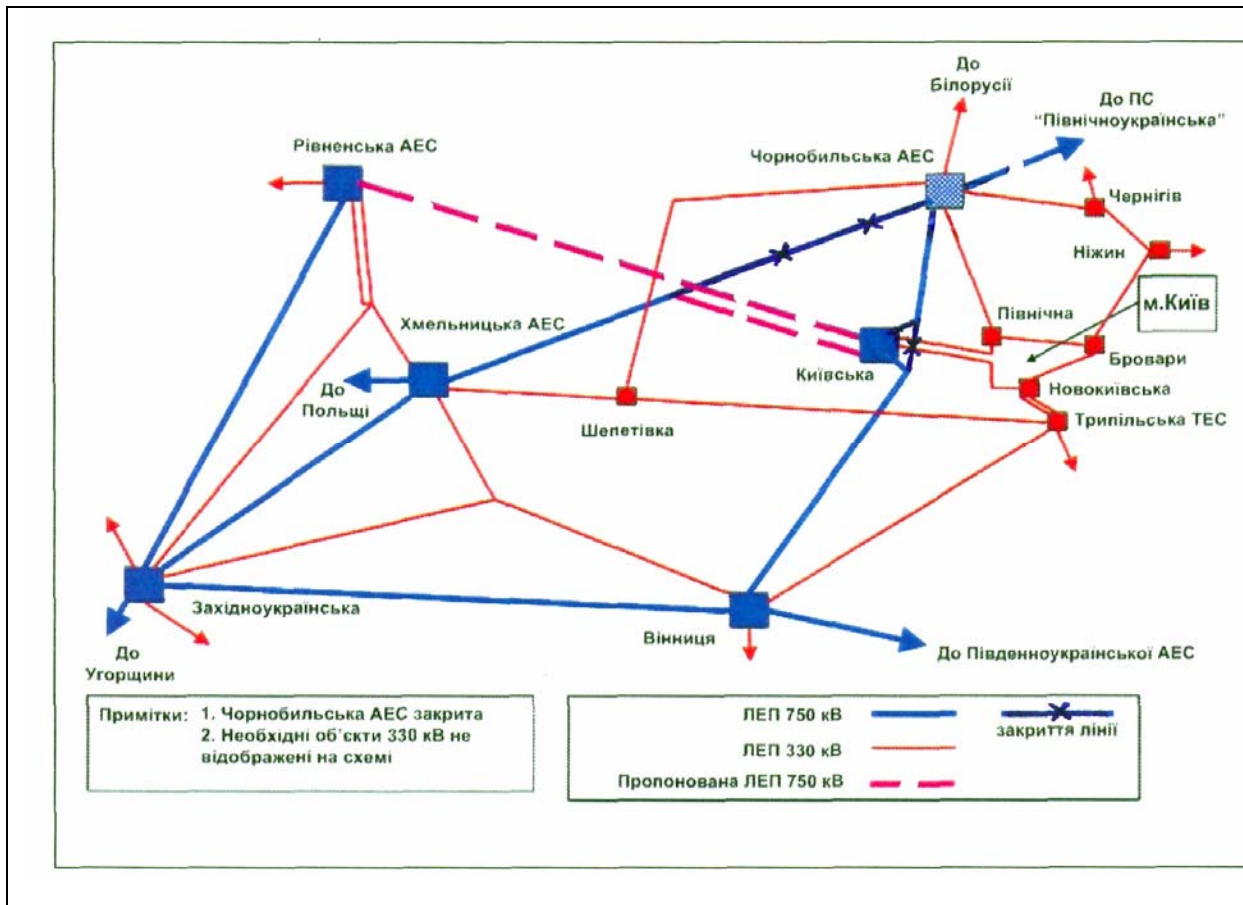 До
Білорусії
До ПС
“Північноукраїнська”
Рівненська АЕС
Чорнобильська АЕС
Чернігів
Ніжин
м.Київ
Північна
Хмельницька АЕС
Бровари
Київська
Новокиївська
До
Польщі
Шепетівка
Трипільська ТЕС
Західноукраїнська
Вінниця
До
Угорщини
До Південноукраїнської АЕС
Примітки: 1. Чорнобильська АЕС закрита
2. Необхідні об’єкти 330 кВ не
відображені на схемі
ЛЕП 750 кВ
закриття лінії
ЛЕП 330 кВ
Пропонована ЛЕП 750 кВ